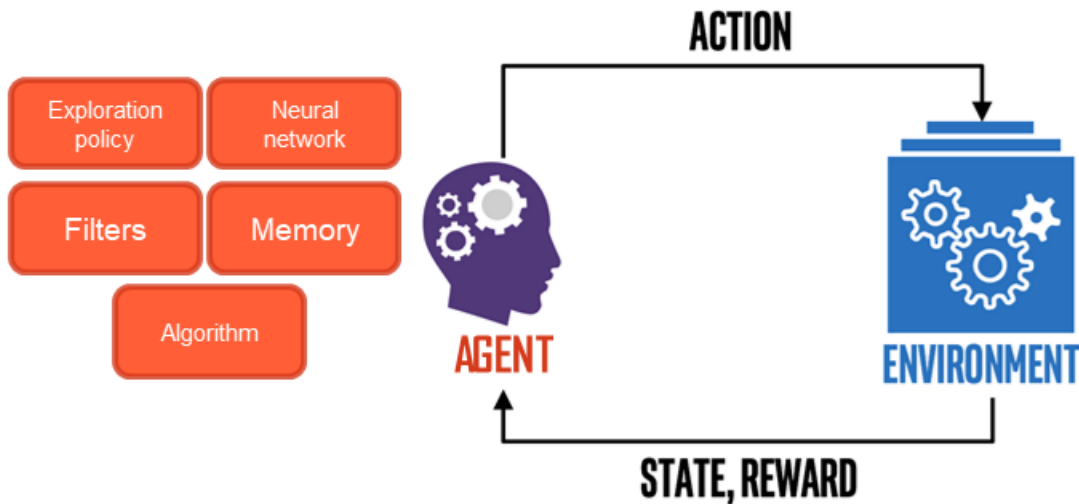 ACTION
Exploration
policy
Neural
network
Filters
Memory
Algorithm
AGENT
ENVIRONMENT
STATE, REWARD